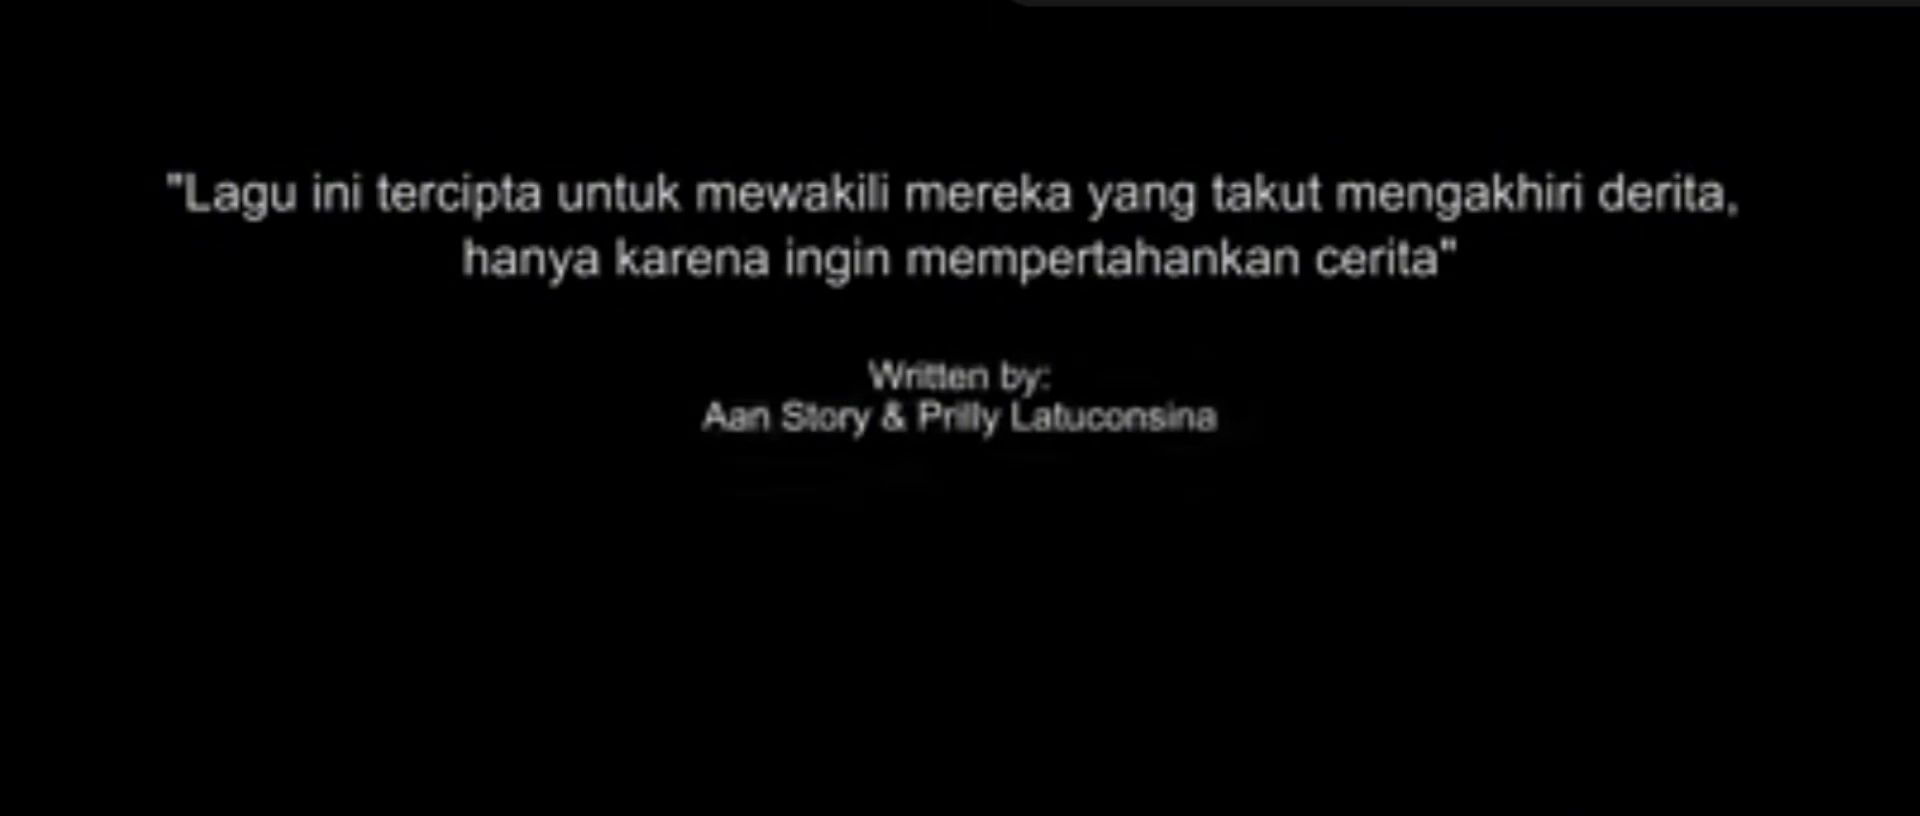 "Lagu ini tercipta untuk mewakili mereka yang takut mengakhiri derita,
hanya karena ingin mempertahankan cerita"
Written by:
Aan Story & Prilly Latuconsina